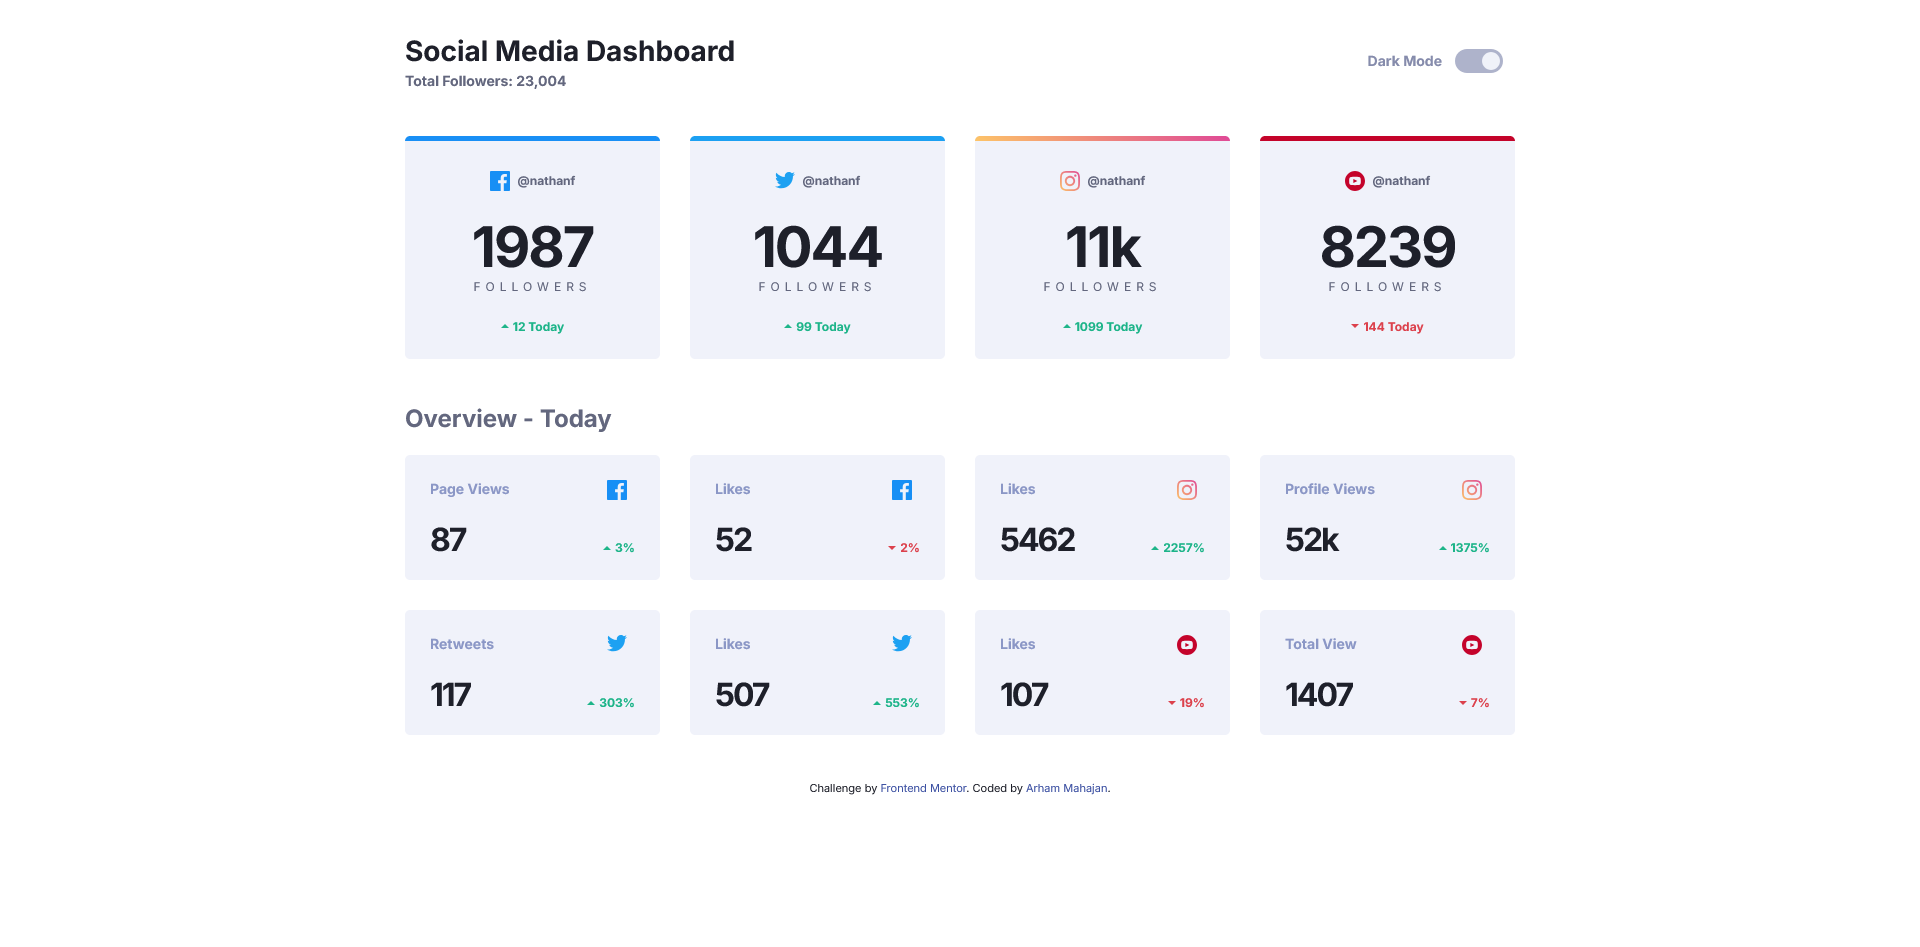 Social Media Dashboard
Total Followers: 23,004
Dark Mode
@nathanf
1987
FOLLOWERS
12 Today
@nathanf
1044
FOLLOWERS
99 Today
@nathanf
11k
FOLLOWERS
1099 Today
@nathanf
8239
FOLLOWERS
144 Today
Overview - Today
Page Views
87
3%
Likes
52
2%
Likes
5462
2257%
Profile Views
52k
1375%
Retweets
117
303%
Likes
507
553%
Likes
107
19%
Total View
1407
7%
Challenge by Frontend Mentor. Coded by Arham Mahajan.